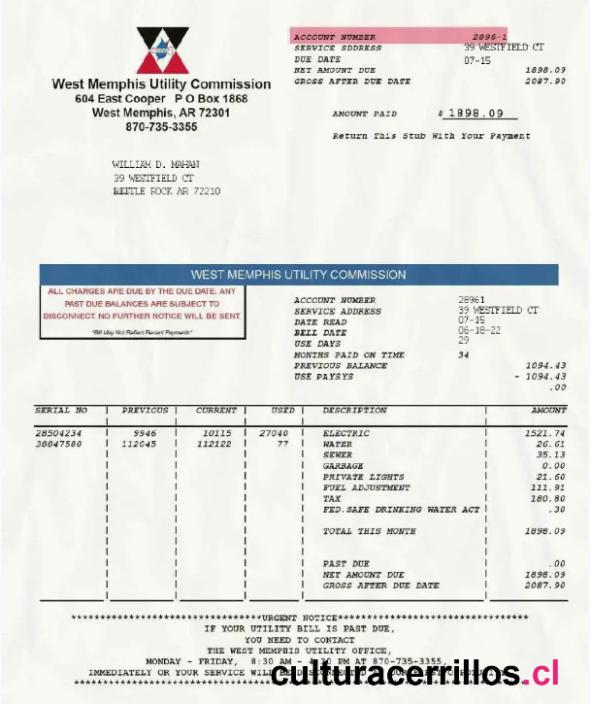 West Memphis Utility Commission
604 East Cooper P O Box 1868
West Memphis, AR 72301
870-735-3355
ACCOUNT NUMBER 2896-1
SERVICE SDDRESS 39 WESTFIELD CT
DUE DATE 07-15
NET AMOUNT DUE 1898.09
GROSS AFTER DUE DATE 2087.90
AMOUNT PAID $ 1898.09
Return This Stub With Your Payment
WILLIAM D. MAHAN
39 WESTFIELD CT
ROCK AR 72210
WEST MEMPHIS UTILITY COMMISSION
ALL CHARGES ARE DUE BY THE DUE DATE. ANY
PAST DUE BALANCES ARE SUBJECT TO
DISCONNECT. NO FURTHER NOTICE WILL BE SENT.
*Bill May Not Reflect Recent Payments*
ACCCOUNT NUMBER 28961
SERVICE ADDRESS 39 WESTFIELD CT
DATE READ 07-15
BELL DATE 06-18-22
USE DAYS 29
MONTHS PAID ON TIME 34
PREVIOUS BALANCE 1094.43
USE PAYSYS - 1094.43
.00
SERIAL NO PREVIOUS CURRENT USED DESCRIPTION AMOUNT
28504234 9946 10115 27040 ELECTRIC 1521.74
38847580 112045 112122 77 WATER 26.61
SEWER 35.13
GARBAGE 0.00
PRIVATE LIGHTS 21.60
FUEL ADJUSTMENT 111.91
TAX 180.80
FED.SAFE DRINKING WATER ACT .30
TOTAL THIS MONTH 1898.09
PAST DUE .00
NET AMOUNT DUE 1898.09
GROSS AFTER DUE DATE 2087.90
URGENT NOTICE
IF YOUR UTILITY BILL IS PAST DUE,
YOU NEED TO CONTACT
THE WEST MEMPHIS UTILITY OFFICE,
MONDAY - FRIDAY, 8:30 AM - PM AT 870-735-3355,
IMMEDIATELY OR YOUR SERVICE WILL BE
culturacerrillos.cl